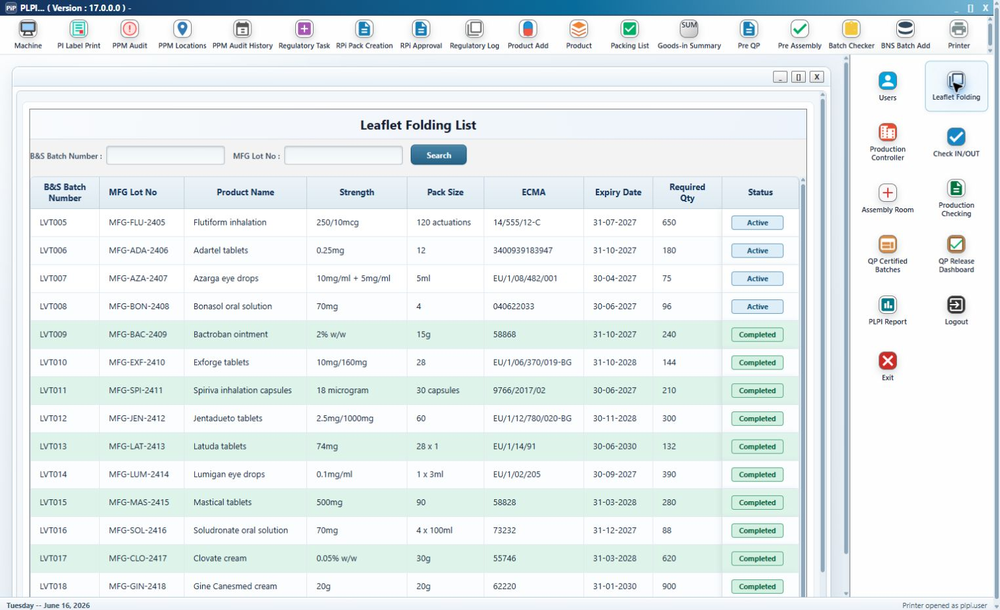 PiP PLPI... ( Version : 17.0.0.0 ) -
_ [] X
Machine
PI Label Print
PPM Audit
PPM Locations
PPM Audit History
Regulatory Task
RPi Pack Creation
RPi Approval
Regulatory Log
Product Add
Product
Packing List
SUM
Goods-in Summary
Pre QP
Pre Assembly
Batch Checker
BNS Batch Add
Printer
_ [] X
Leaflet Folding List
B&S Batch Number : MFG Lot No : Search
B&S Batch Number MFG Lot No Product Name Strength Pack Size ECMA Expiry Date Required Qty Status
LVT005 MFG-FLU-2405 Flutiform inhalation 250/10mcg 120 actuations 14/555/12-C 31-07-2027 650 Active
LVT006 MFG-ADA-2406 Adartel tablets 0.25mg 12 3400939183947 31-10-2027 180 Active
LVT007 MFG-AZA-2407 Azarga eye drops 10mg/ml + 5mg/ml 5ml EU/1/08/482/001 30-04-2027 75 Active
LVT008 MFG-BON-2408 Bonasol oral solution 70mg 4 040622033 30-06-2027 96 Active
LVT009 MFG-BAC-2409 Bactroban ointment 2% w/w 15g 58868 31-10-2027 240 Completed
LVT010 MFG-EXF-2410 Exforge tablets 10mg/160mg 28 EU/1/06/370/019-BG 31-10-2028 144 Completed
LVT011 MFG-SPI-2411 Spiriva inhalation capsules 18 microgram 30 capsules 9766/2017/02 30-06-2027 210 Completed
LVT012 MFG-JEN-2412 Jentadueto tablets 2.5mg/1000mg 60 EU/1/12/780/020-BG 30-11-2028 300 Completed
LVT013 MFG-LAT-2413 Latuda tablets 74mg 28 x 1 EU/1/14/91 30-06-2030 132 Completed
LVT014 MFG-LUM-2414 Lumigan eye drops 0.1mg/ml 1 x 3ml EU/1/02/205 30-09-2027 390 Completed
LVT015 MFG-MAS-2415 Mastical tablets 500mg 90 58828 31-03-2028 280 Completed
LVT016 MFG-SOL-2416 Soludronate oral solution 70mg 4 x 100ml 73232 31-12-2027 88 Completed
LVT017 MFG-CLO-2417 Clovate cream 0.05% w/w 30g 55746 31-03-2028 620 Completed
LVT018 MFG-GIN-2418 Gine Canesmed cream 20g 20g 62220 31-01-2030 900 Completed
Users
Leaflet Folding
Production
Controller
Check IN/OUT
Assembly Room
Production
Checking
QP Certified
Batches
QP Release
Dashboard
PLPI Report
Logout
Exit
Tuesday -- June 16, 2026
Printer opened as plpi.user